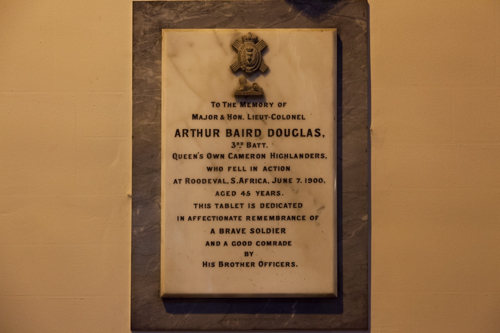 To the Memory of
Major & Hon. Lieut-Colonel
ARTHUR BAIRD DOUGLAS,
3RD Batt.
Queen's Own Cameron Highlanders,
who fell in action
at Roodeval, S. Africa, June 7. 1900.
aged 45 years.
This tablet is dedicated
in affectionate remembrance of
a brave soldier
and a good comrade
by
His Brother Officers.